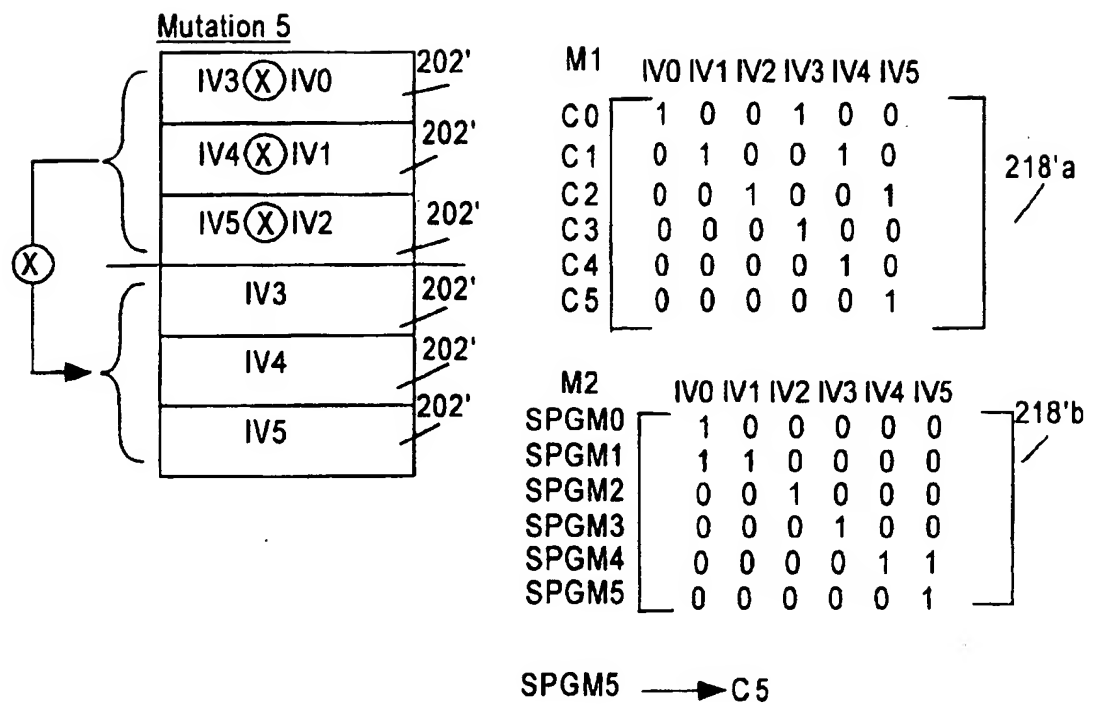 Mutation 5
IV3 X IV0 202'
IV4 X IV1 202'
IV5 X IV2 202'
X
IV3 202'
IV4 202'
IV5 202'
M1 IV0 IV1 IV2 IV3 IV4 IV5
C0 1 0 0 1 0 0
C1 0 1 0 0 1 0
C2 0 0 1 0 0 1
C3 0 0 0 1 0 0
C4 0 0 0 0 1 0
C5 0 0 0 0 0 1
218'a
M2 IV0 IV1 IV2 IV3 IV4 IV5
SPGM0 1 0 0 0 0 0
SPGM1 1 1 0 0 0 0
SPGM2 0 0 1 0 0 0
SPGM3 0 0 0 1 0 0
SPGM4 0 0 0 0 1 1
SPGM5 0 0 0 0 0 1
218'b
SPGM5 → C5